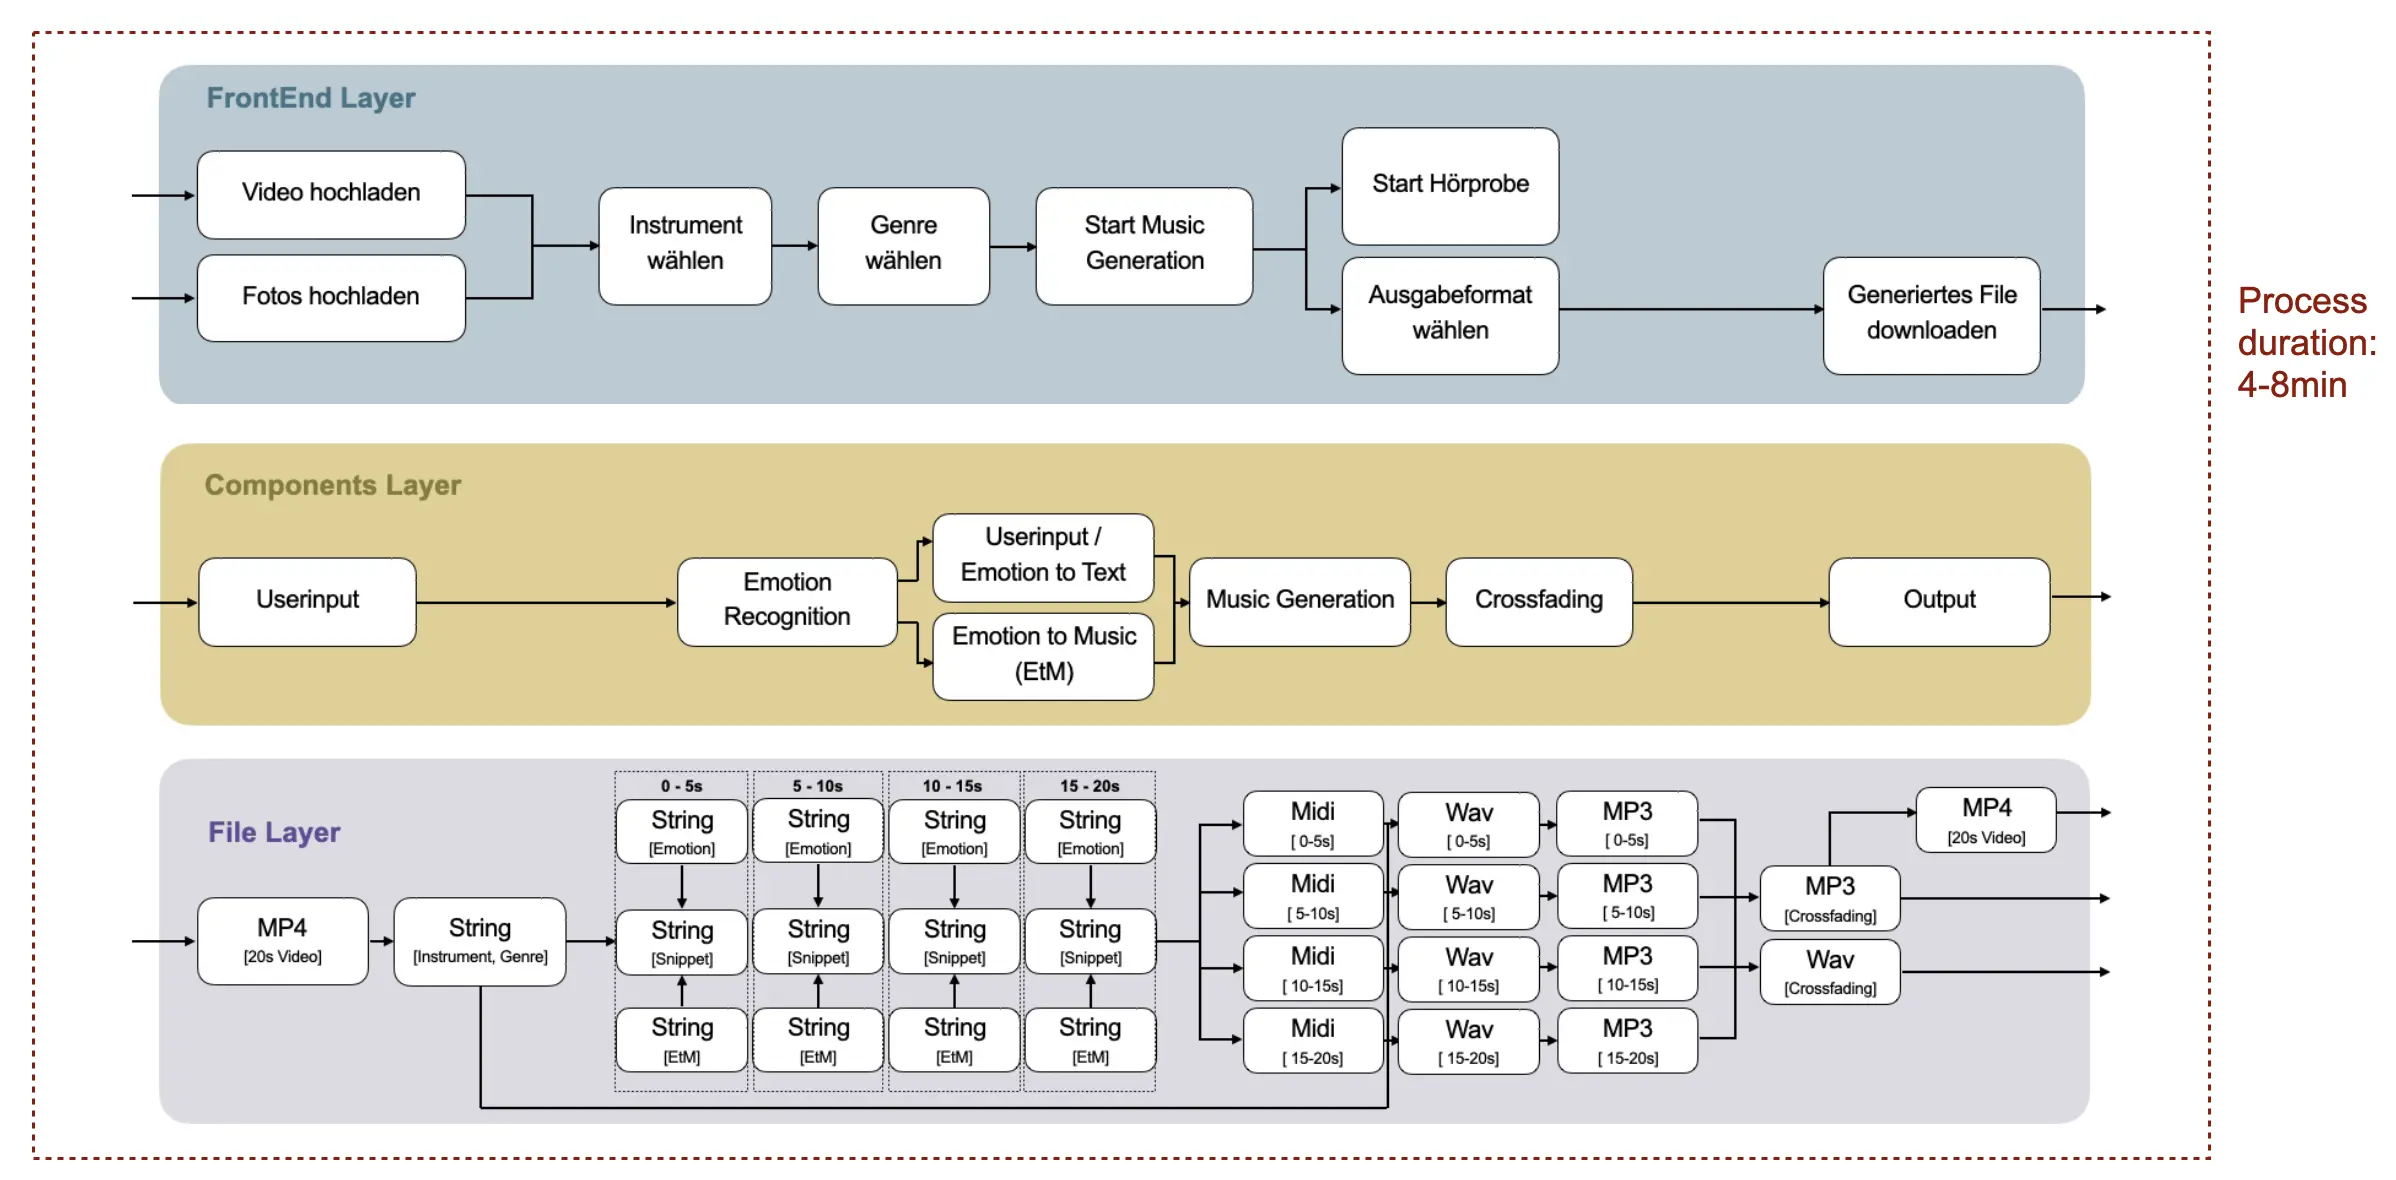 FrontEnd Layer
Video hochladen
Fotos hochladen
Instrument
wählen
Genre
wählen
Start Music
Generation
Start Hörprobe
Ausgabeformat
wählen
Generiertes File
downloaden
Process
duration:
4-8min
Components Layer
Userinput
Emotion
Recognition
Userinput /
Emotion to Text
Emotion to Music
(EtM)
Music Generation
Crossfading
Output
File Layer
MP4
[20s Video]
String
[Instrument, Genre]
0 - 5s
String
[Emotion]
String
[Snippet]
String
[EtM]
5 - 10s
String
[Emotion]
String
[Snippet]
String
[EtM]
10 - 15s
String
[Emotion]
String
[Snippet]
String
[EtM]
15 - 20s
String
[Emotion]
String
[Snippet]
String
[EtM]
Midi
[ 0-5s]
Wav
[ 0-5s]
MP3
[ 0-5s]
Midi
[ 5-10s]
Wav
[ 5-10s]
MP3
[ 5-10s]
Midi
[ 10-15s]
Wav
[ 10-15s]
MP3
[ 10-15s]
Midi
[ 15-20s]
Wav
[ 15-20s]
MP3
[ 15-20s]
MP4
[20s Video]
MP3
[Crossfading]
Wav
[Crossfading]